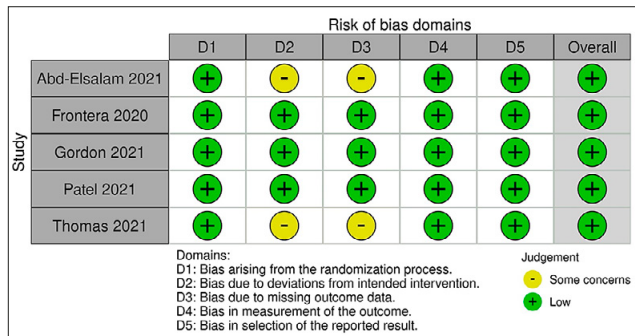 Risk of bias domains
D1 D2 D3 D4 D5 Overall
Study
Abd-Elsalam 2021 + - - + + +
Frontera 2020 + + + + + +
Gordon 2021 + + + + + +
Patel 2021 + + + + + +
Thomas 2021 + - - + + +
Domains:
D1: Bias arising from the randomization process.
D2: Bias due to deviations from intended intervention.
D3: Bias due to missing outcome data.
D4: Bias in measurement of the outcome.
D5: Bias in selection of the reported result.
Judgement
- Some concerns
+ Low